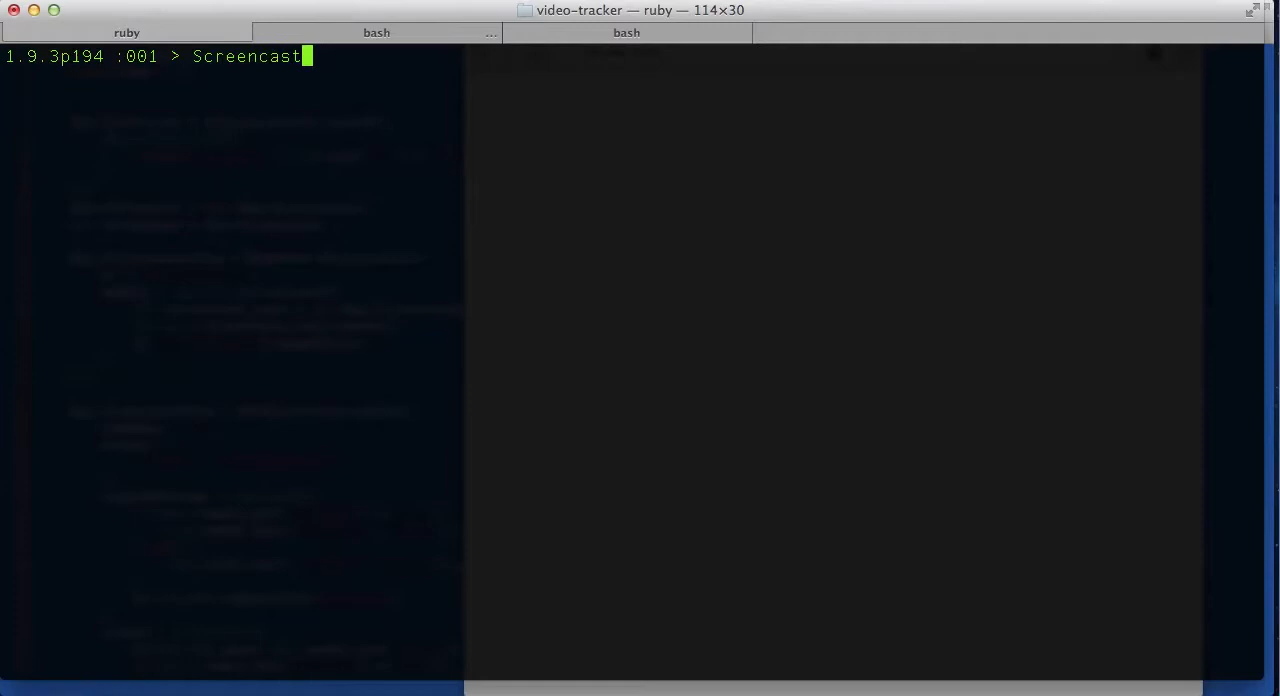 video-tracker — ruby — 114×30
ruby
bash
...
bash
1.9.3p194 :001 > Screencast